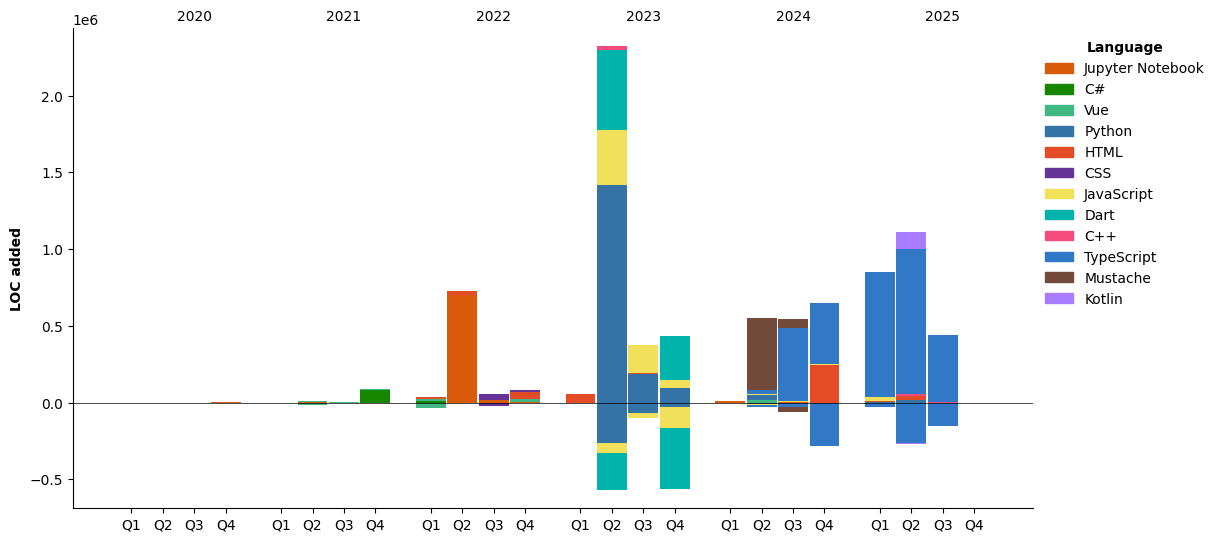 1e6
2020 2021 2022 2023 2024 2025
LOC added
2.0
1.5
1.0
0.5
0.0
−0.5
Q1 Q2 Q3 Q4 Q1 Q2 Q3 Q4 Q1 Q2 Q3 Q4 Q1 Q2 Q3 Q4 Q1 Q2 Q3 Q4 Q1 Q2 Q3 Q4
Language
Jupyter Notebook
C#
Vue
Python
HTML
CSS
JavaScript
Dart
C++
TypeScript
Mustache
Kotlin